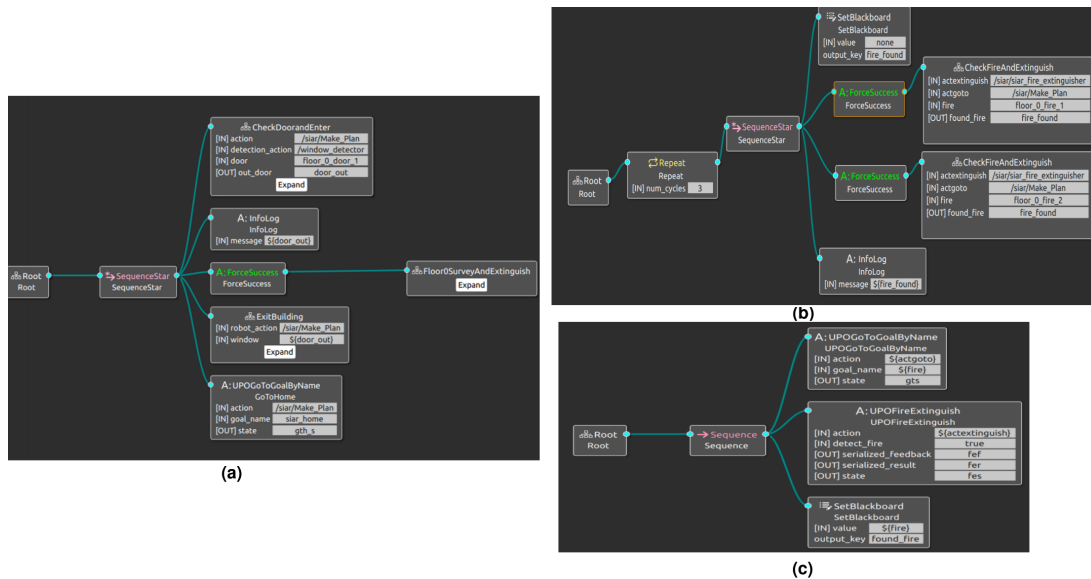 Root
Root
SequenceStar
SequenceStar
CheckDoorandEnter
[IN] action /siar/Make_Plan
[IN] detection_action /window_detector
[IN] door floor_0_door_1
[OUT] out_door door_out
Expand
A: InfoLog
InfoLog
[IN] message ${door_out}
A: ForceSuccess
ForceSuccess
Floor0SurveyAndExtinguish
Expand
ExitBuilding
[IN] robot_action /siar/Make_Plan
[IN] window ${door_out}
Expand
A: UPOGoToGoalByName
GoToHome
[IN] action /siar/Make_Plan
[IN] goal_name siar_home
[OUT] state gth_s
(a)
Root
Root
Repeat
Repeat
[IN] num_cycles 3
SequenceStar
SequenceStar
SetBlackboard
SetBlackboard
[IN] value none
output_key fire_found
A: ForceSuccess
ForceSuccess
CheckFireAndExtinguish
[IN] actextinguish /siar/siar_fire_extinguisher
[IN] actgoto /siar/Make_Plan
[IN] fire floor_0_fire_1
[OUT] found_fire fire_found
A: ForceSuccess
ForceSuccess
CheckFireAndExtinguish
[IN] actextinguish /siar/siar_fire_extinguisher
[IN] actgoto /siar/Make_Plan
[IN] fire floor_0_fire_2
[OUT] found_fire fire_found
A: InfoLog
InfoLog
[IN] message ${fire_found}
(b)
Root
Root
Sequence
Sequence
A: UPOGoToGoalByName
UPOGoToGoalByName
[IN] action ${actgoto}
[IN] goal_name ${fire}
[OUT] state gts
A: UPOFireExtinguish
UPOFireExtinguish
[IN] action ${actextinguish}
[IN] detect_fire true
[OUT] serialized_feedback fef
[OUT] serialized_result fer
[OUT] state fes
SetBlackboard
SetBlackboard
[IN] value ${fire}
output_key found_fire
(c)